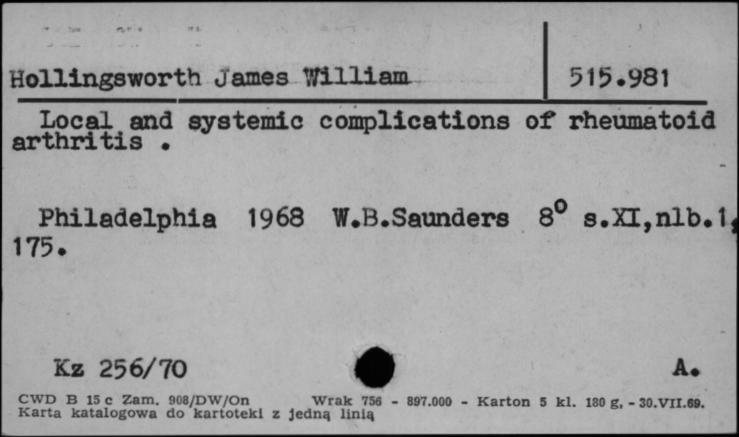 Hollingsworth James William 515.981
Local and systemic complications of rheumatoid
arthritis .
Philadelphia 1968 W.B.Saunders 8° s.XI,nlb.1,
175.
Kz 256/70 A.
CWD B 15 c Zam. 908/DW/On Wrak 756 - 897.000 - Karton 5 kl. 180 g. - 30.VII.69.
Karta katalogowa do kartoteki z jedną linią